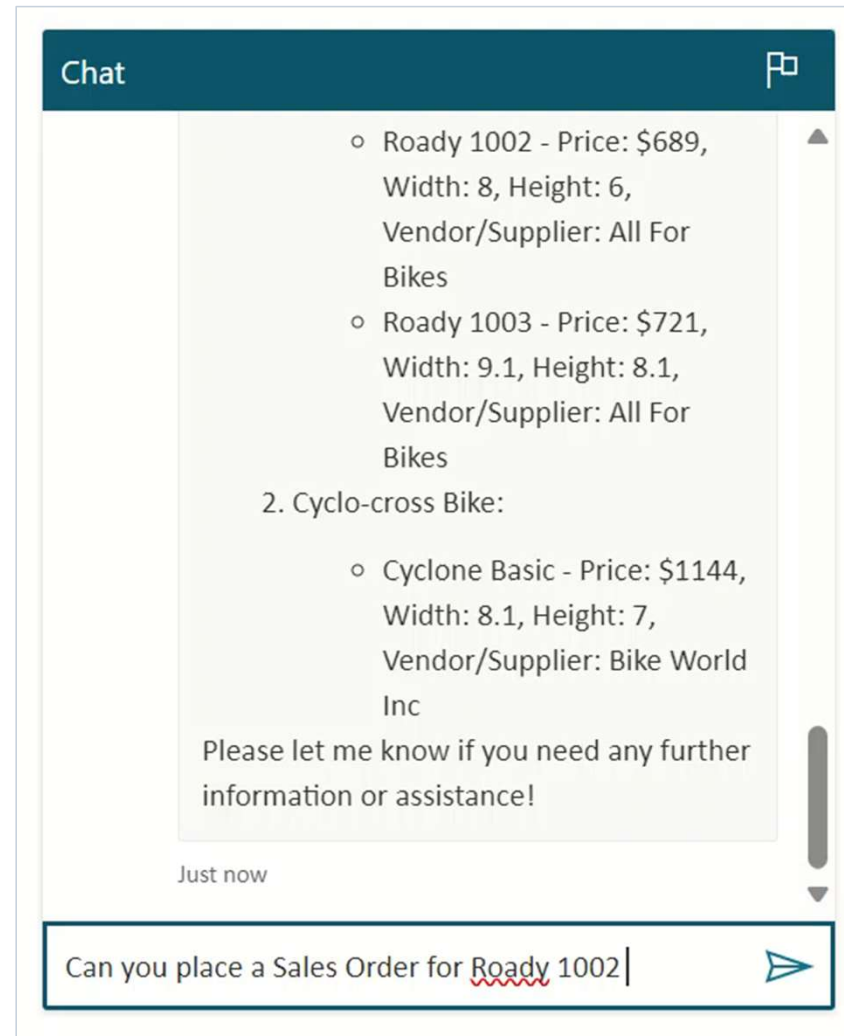 Chat
○ Roady 1002 - Price: $689,
Width: 8, Height: 6,
Vendor/Supplier: All For
Bikes
○ Roady 1003 - Price: $721,
Width: 9.1, Height: 8.1,
Vendor/Supplier: All For
Bikes
2. Cyclo-cross Bike:
○ Cyclone Basic - Price: $1144,
Width: 8.1, Height: 7,
Vendor/Supplier: Bike World
Inc
Please let me know if you need any further
information or assistance!
Just now
Can you place a Sales Order for Roady 1002